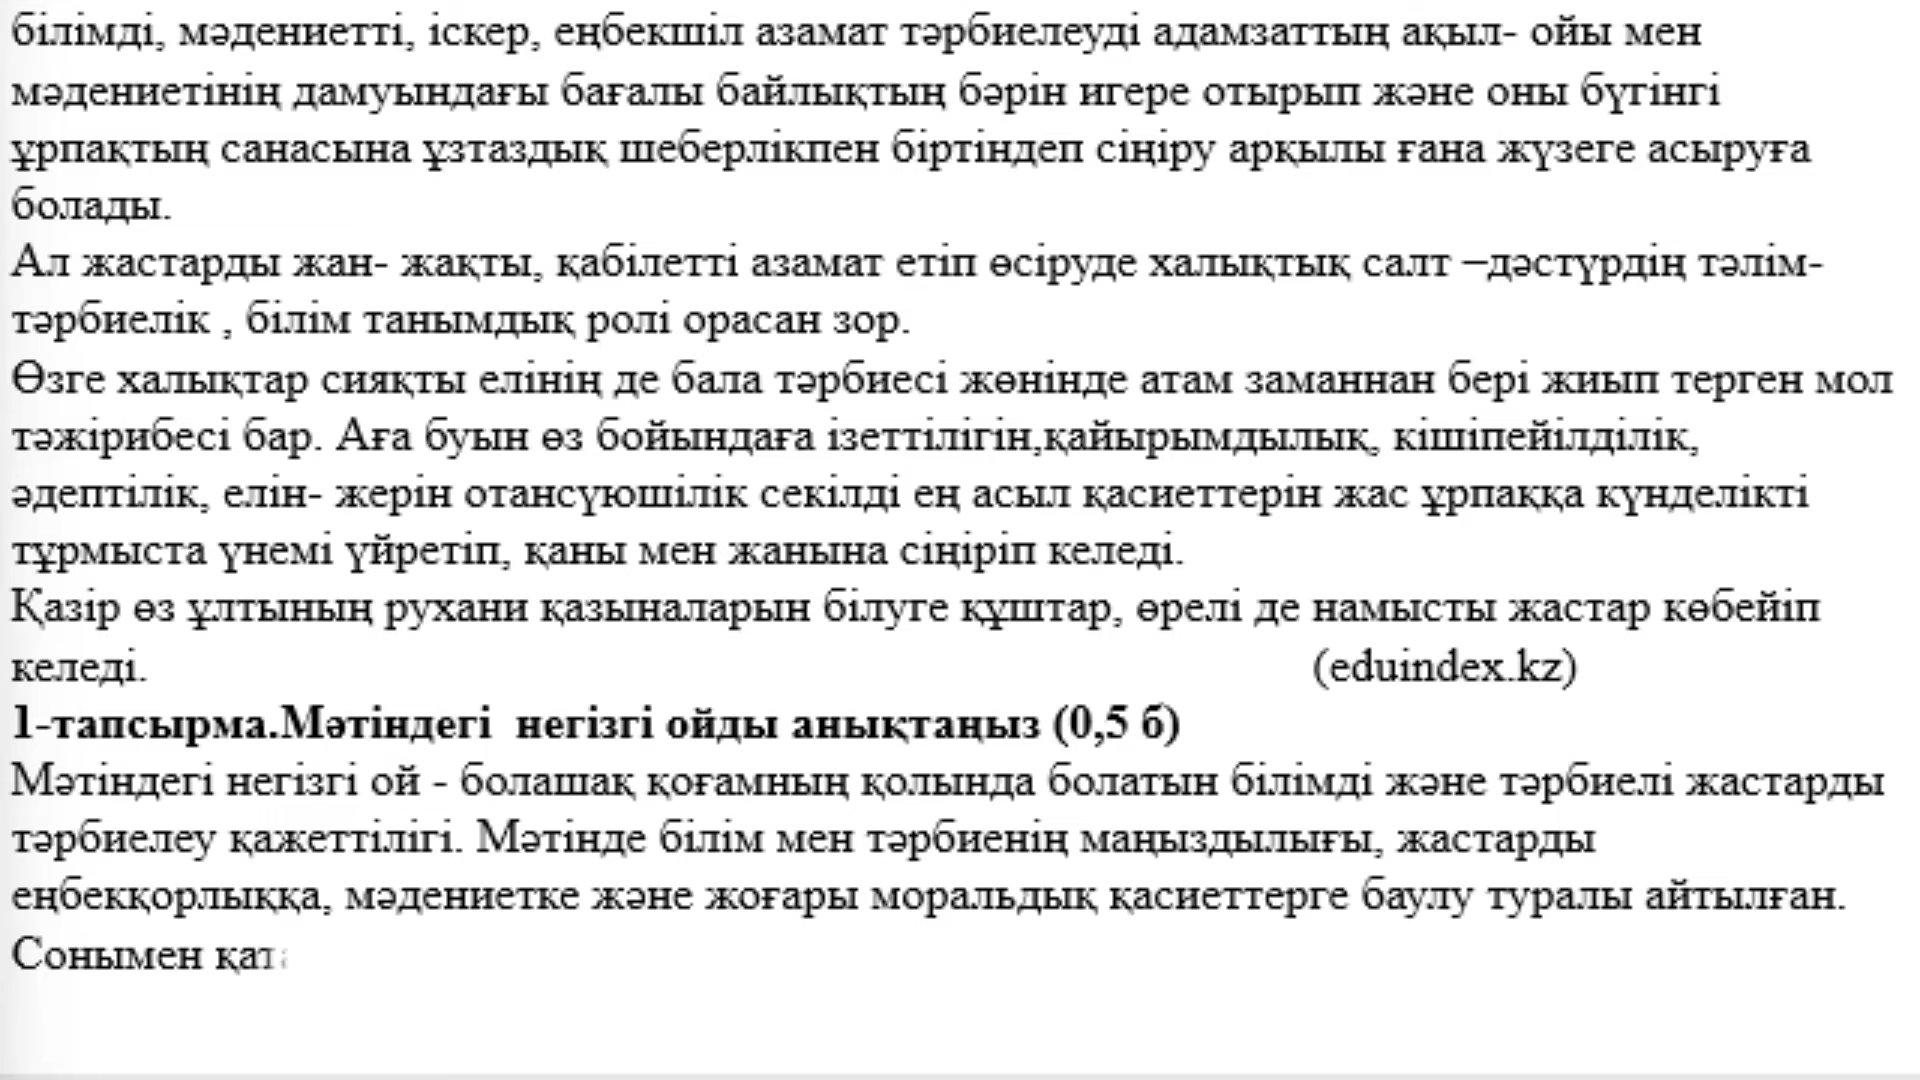 білімді, мәдениетті, іскер, еңбекшіл азамат тәрбиелеуді адамзаттың ақыл- ойы мен
мәдениетінің дамуындағы бағалы байлықтың бәрін игере отырып және оны бүгінгі
ұрпақтың санасына ұзтаздық шеберлікпен біртіндеп сіңіру арқылы ғана жүзеге асыруға
болады.
Ал жастарды жан- жақты, қабілетті азамат етіп өсіруде халықтық салт –дәстүрдің тәлім-
тәрбиелік , білім танымдық ролі орасан зор.
Өзге халықтар сияқты елінің де бала тәрбиесі жөнінде атам заманнан бері жиып терген мол
тәжірибесі бар. Аға буын өз бойындаға ізеттілігін,қайырымдылық, кішіпейілділік,
әдептілік, елін- жерін отансүюшілік секілді ең асыл қасиеттерін жас ұрпаққа күнделікті
тұрмыста үнемі үйретіп, қаны мен жанына сіңіріп келеді.
Қазір өз ұлтының рухани қазыналарын білуге құштар, өрелі де намысты жастар көбейіп
келеді. (eduindex.kz)
1-тапсырма.Мәтіндегі негізгі ойды анықтаңыз (0,5 б)
Мәтіндегі негізгі ой - болашақ қоғамның қолында болатын білімді және тәрбиелі жастарды
тәрбиелеу қажеттілігі. Мәтінде білім мен тәрбиенің маңыздылығы, жастарды
еңбекқорлыққа, мәдениетке және жоғары моральдық қасиеттерге баулу туралы айтылған.
Сонымен